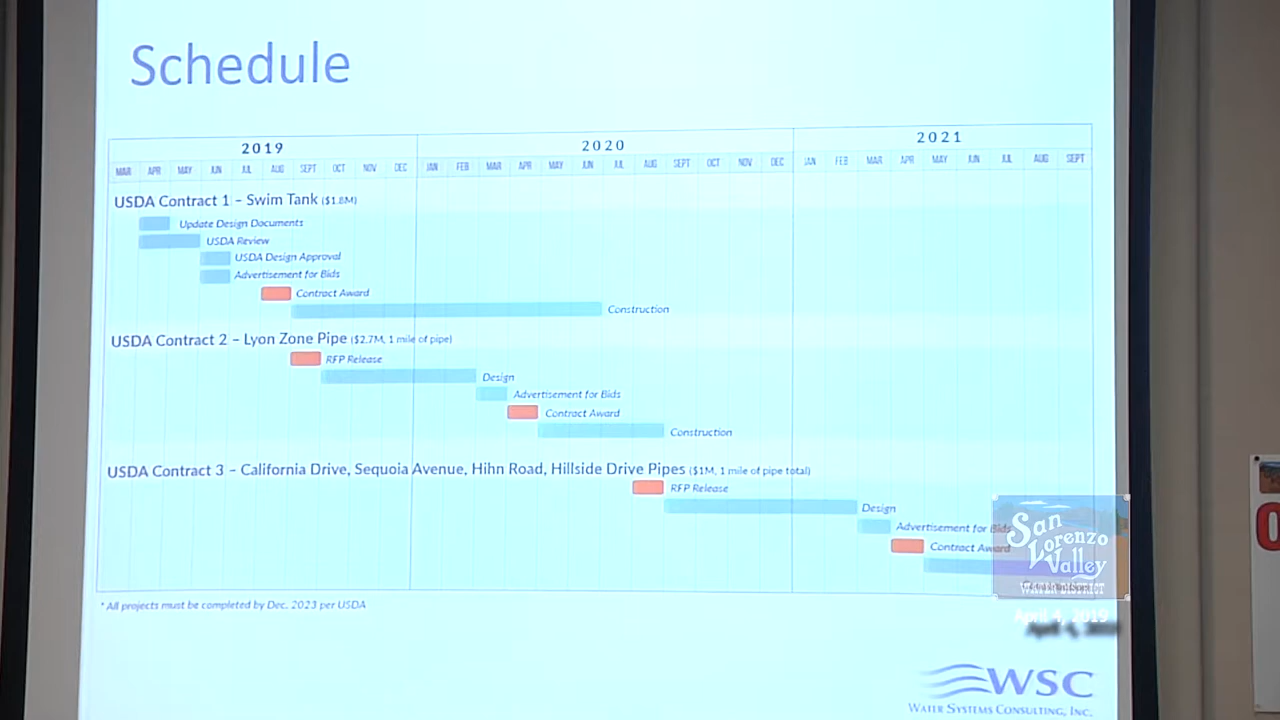 Schedule
2019 2020 2021
MAR APR MAY JUN JUL AUG SEPT OCT NOV DEC JAN FEB MAR APR MAY JUN JUL AUG SEPT OCT NOV DEC JAN FEB MAR APR MAY JUN JUL AUG SEPT
USDA Contract 1 – Swim Tank ($1.8M)
Update Design Documents
USDA Review
USDA Design Approval
Advertisement for Bids
Contract Award
Construction
USDA Contract 2 – Lyon Zone Pipe ($2.7M, 1 mile of pipe)
RFP Release
Design
Advertisement for Bids
Contract Award
Construction
USDA Contract 3 – California Drive, Sequoia Avenue, Hihn Road, Hillside Drive Pipes ($1M, 1 mile of pipe total)
RFP Release
Design
Advertisement for Bids
Contract Award
San
Lorenzo
Valley
WATER DISTRICT
April 4, 2019
* All projects must be completed by Dec. 2023 per USDA
WSC
WATER SYSTEMS CONSULTING, INC.